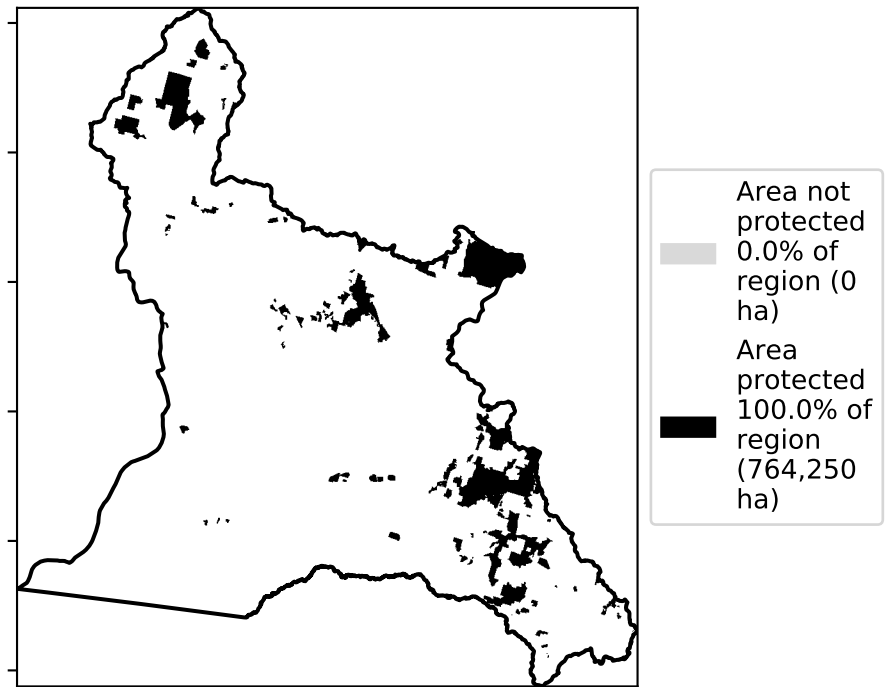 Area not
protected
0.0% of
region (0
ha)
Area
protected
100.0% of
region
(764,250
ha)